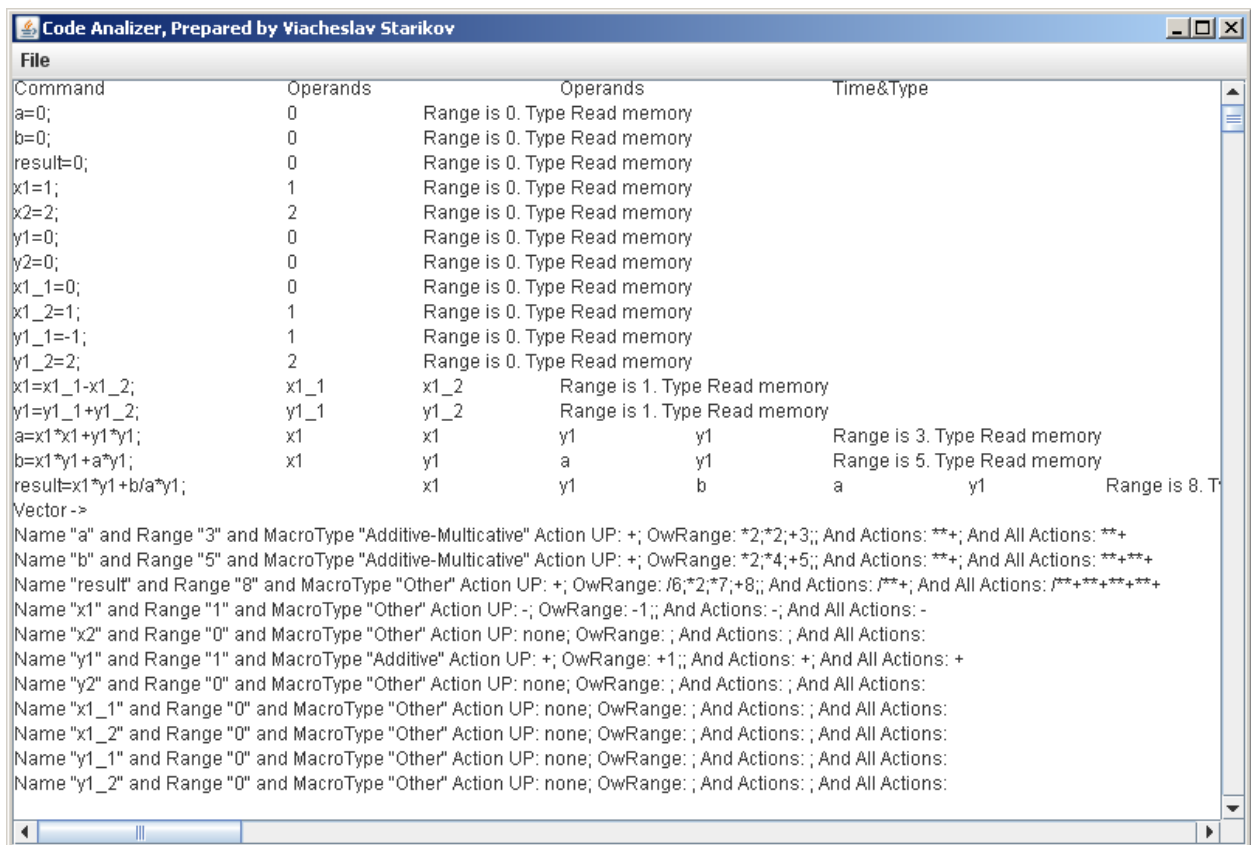 Code Analizer, Prepared by Viacheslav Starikov
File
Command Operands Operands Time&Type
a=0; 0 Range is 0. Type Read memory
b=0; 0 Range is 0. Type Read memory
result=0; 0 Range is 0. Type Read memory
x1=1; 1 Range is 0. Type Read memory
x2=2; 2 Range is 0. Type Read memory
y1=0; 0 Range is 0. Type Read memory
y2=0; 0 Range is 0. Type Read memory
x1_1=0; 0 Range is 0. Type Read memory
x1_2=1; 1 Range is 0. Type Read memory
y1_1=-1; 1 Range is 0. Type Read memory
y1_2=2; 2 Range is 0. Type Read memory
x1=x1_1-x1_2; x1_1 x1_2 Range is 1. Type Read memory
y1=y1_1+y1_2; y1_1 y1_2 Range is 1. Type Read memory
a=x1*x1+y1*y1; x1 x1 y1 y1 Range is 3. Type Read memory
b=x1*y1+a*y1; x1 y1 a y1 Range is 5. Type Read memory
result=x1*y1+b/a*y1; x1 y1 b a y1 Range is 8. T
Vector ->
Name "a" and Range "3" and MacroType "Additive-Multicative" Action UP: +; OwRange: *2;*2;+3;; And Actions: **+; And All Actions: **+
Name "b" and Range "5" and MacroType "Additive-Multicative" Action UP: +; OwRange: *2;*4;+5;; And Actions: **+; And All Actions: **+**+
Name "result" and Range "8" and MacroType "Other" Action UP: +; OwRange: /6;*2;*7;+8;; And Actions: /**+; And All Actions: /**+**+**+**+
Name "x1" and Range "1" and MacroType "Other" Action UP: -; OwRange: -1;; And Actions: -; And All Actions: -
Name "x2" and Range "0" and MacroType "Other" Action UP: none; OwRange: ; And Actions: ; And All Actions:
Name "y1" and Range "1" and MacroType "Additive" Action UP: +; OwRange: +1;; And Actions: +; And All Actions: +
Name "y2" and Range "0" and MacroType "Other" Action UP: none; OwRange: ; And Actions: ; And All Actions:
Name "x1_1" and Range "0" and MacroType "Other" Action UP: none; OwRange: ; And Actions: ; And All Actions:
Name "x1_2" and Range "0" and MacroType "Other" Action UP: none; OwRange: ; And Actions: ; And All Actions:
Name "y1_1" and Range "0" and MacroType "Other" Action UP: none; OwRange: ; And Actions: ; And All Actions:
Name "y1_2" and Range "0" and MacroType "Other" Action UP: none; OwRange: ; And Actions: ; And All Actions: